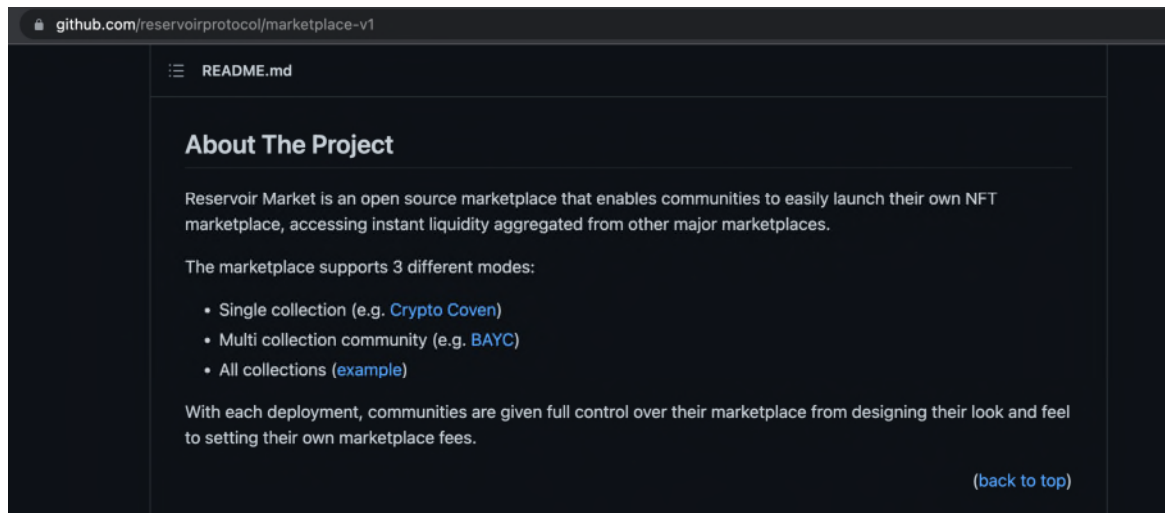 github.com/reservoirprotocol/marketplace-v1
README.md
About The Project
Reservoir Market is an open source marketplace that enables communities to easily launch their own NFT
marketplace, accessing instant liquidity aggregated from other major marketplaces.
The marketplace supports 3 different modes:
• Single collection (e.g. Crypto Coven)
• Multi collection community (e.g. BAYC)
• All collections (example)
With each deployment, communities are given full control over their marketplace from designing their look and feel
to setting their own marketplace fees.
(back to top)